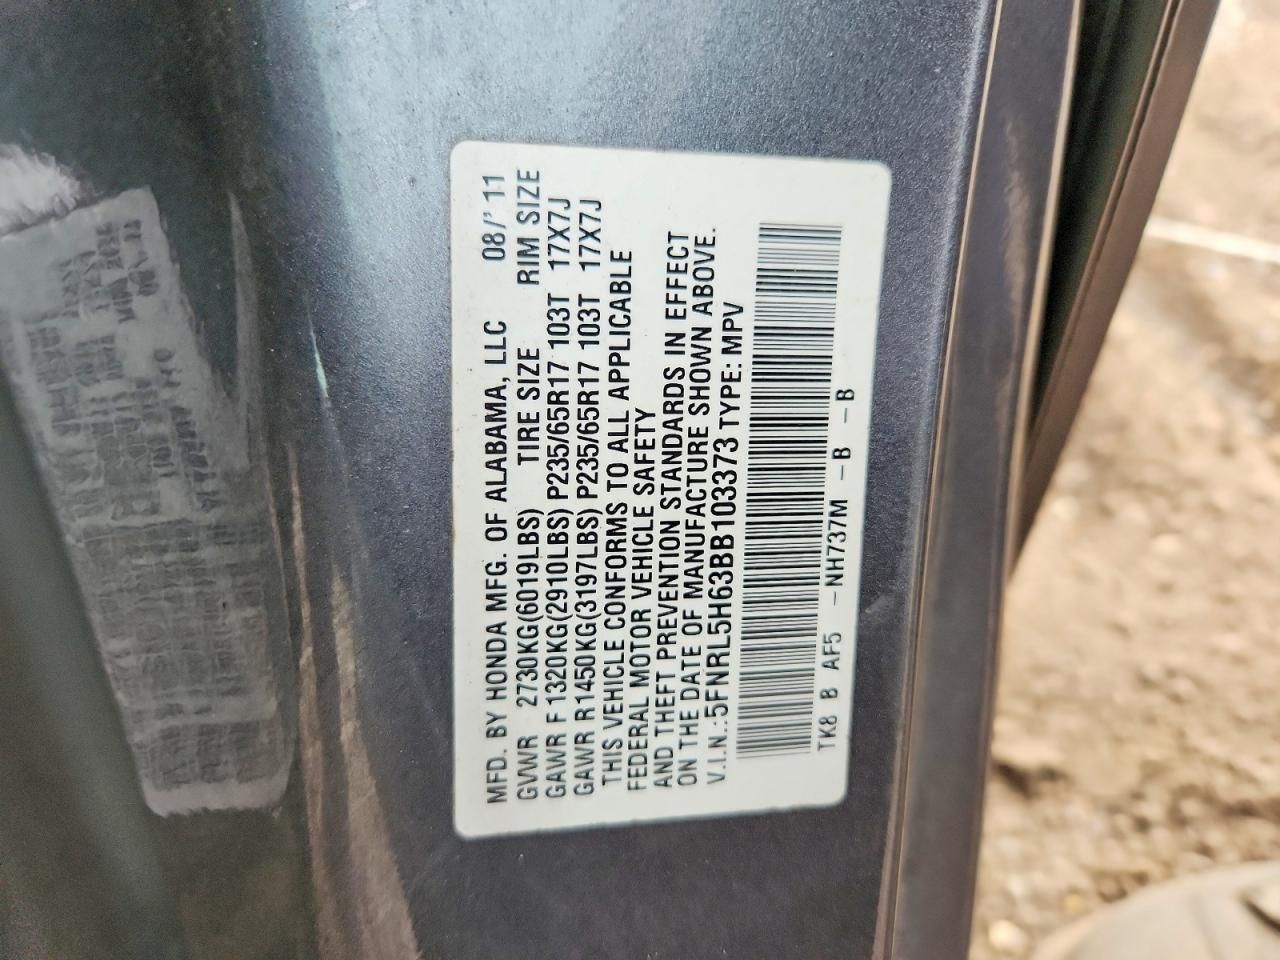 MFD. BY HONDA MFG. OF ALABAMA, LLC 08/'11
GVWR 2730KG(6019LBS) TIRE SIZE RIM SIZE
GAWR F 1320KG(2910LBS) P235/65R17 103T 17X7J
GAWR R 1450KG(3197LBS) P235/65R17 103T 17X7J
THIS VEHICLE CONFORMS TO ALL APPLICABLE
FEDERAL MOTOR VEHICLE SAFETY
AND THEFT PREVENTION STANDARDS IN EFFECT
ON THE DATE OF MANUFACTURE SHOWN ABOVE.
V.I.N.: 5FNRL5H63BB103373 TYPE: MPV
TK8 B AF5 -NH737M -B -B